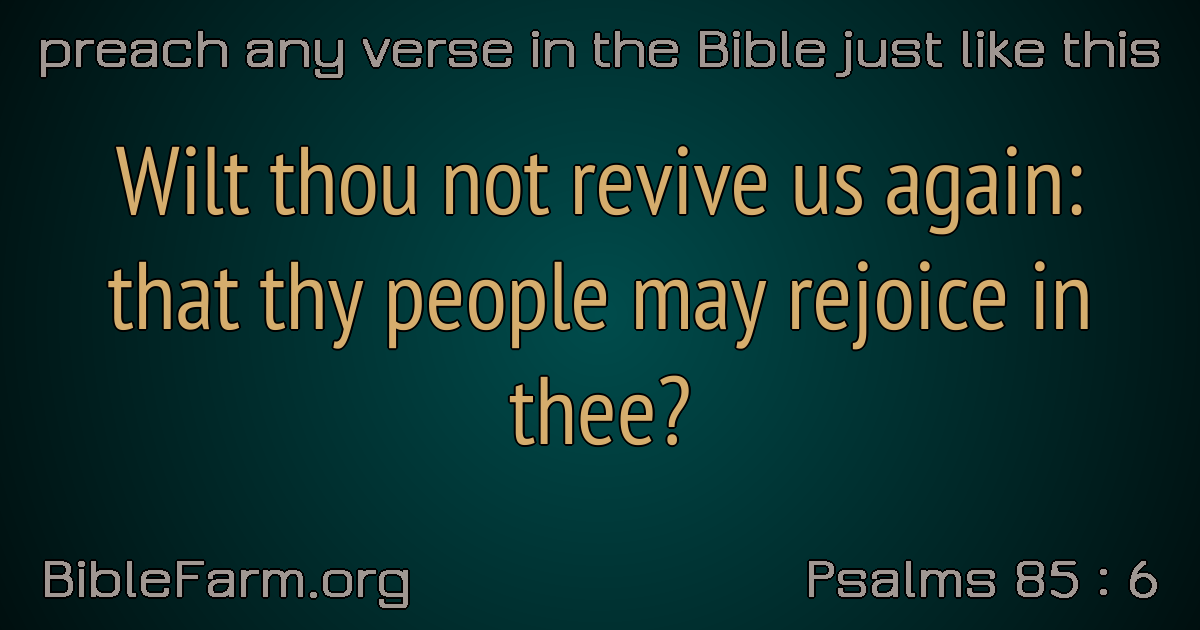 preach any verse in the Bible just like this
Wilt thou not revive us again:
that thy people may rejoice in
thee?
BibleFarm.org
Psalms 85 : 6